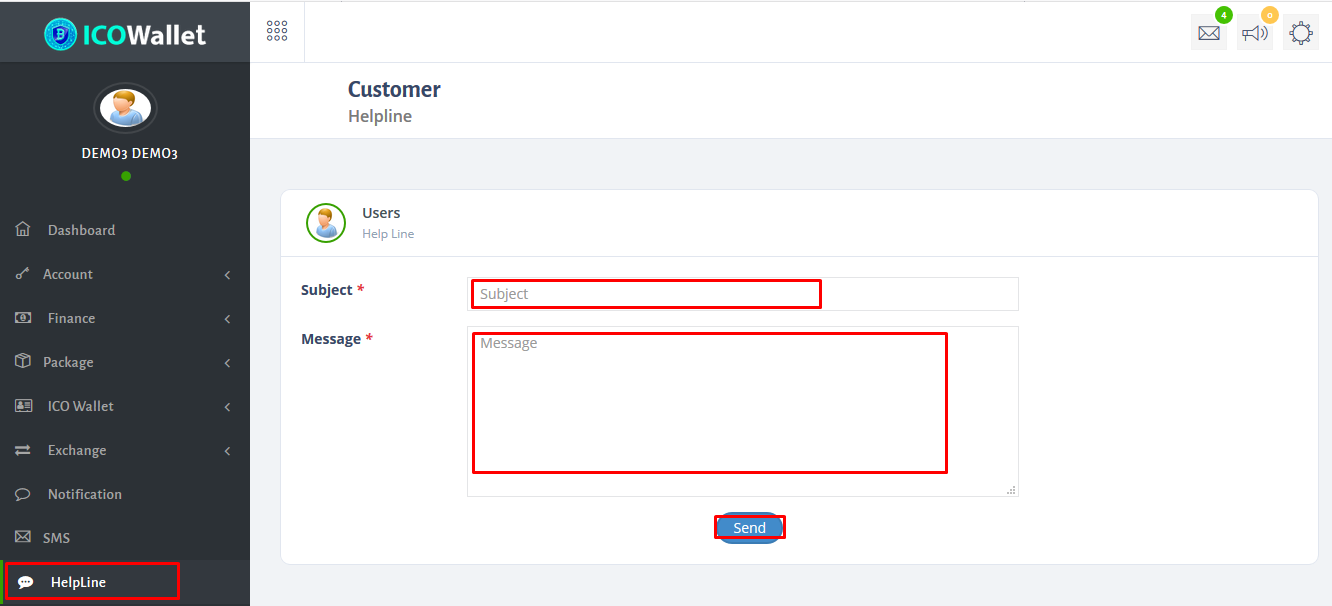 ICOWallet
4
0
Customer
Helpline
DEMO3 DEMO3
Dashboard
Account
Finance
Package
ICO Wallet
Exchange
Notification
SMS
HelpLine
Users
Help Line
Subject *
Subject
Message *
Message
Send